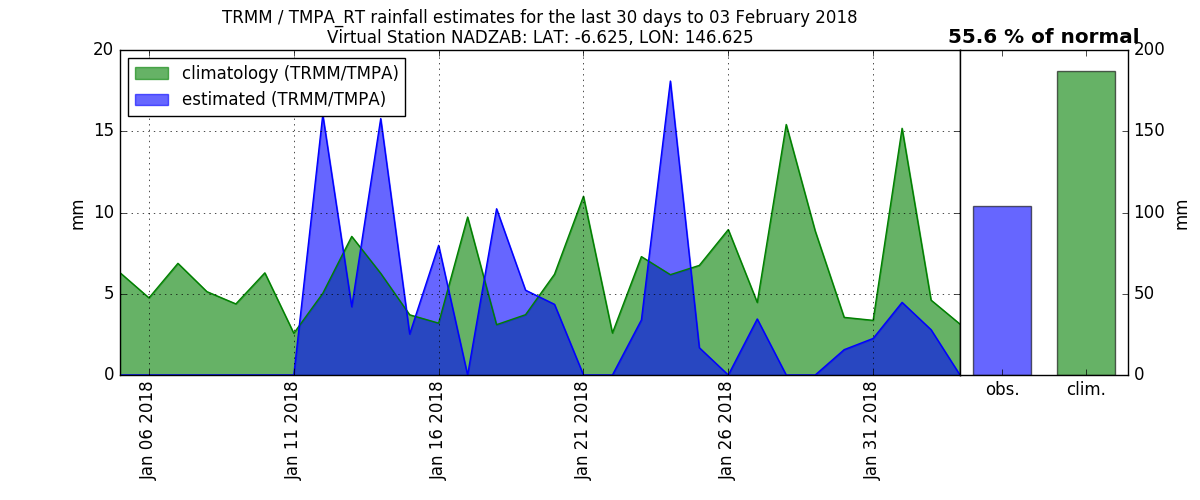 TRMM / TMPA_RT rainfall estimates for the last 30 days to 03 February 2018
Virtual Station NADZAB: LAT: -6.625, LON: 146.625
55.6 % of normal
climatology (TRMM/TMPA)
estimated (TRMM/TMPA)
20
15
10
5
0
mm
200
150
100
50
0
mm
Jan 06 2018
Jan 11 2018
Jan 16 2018
Jan 21 2018
Jan 26 2018
Jan 31 2018
obs.
clim.